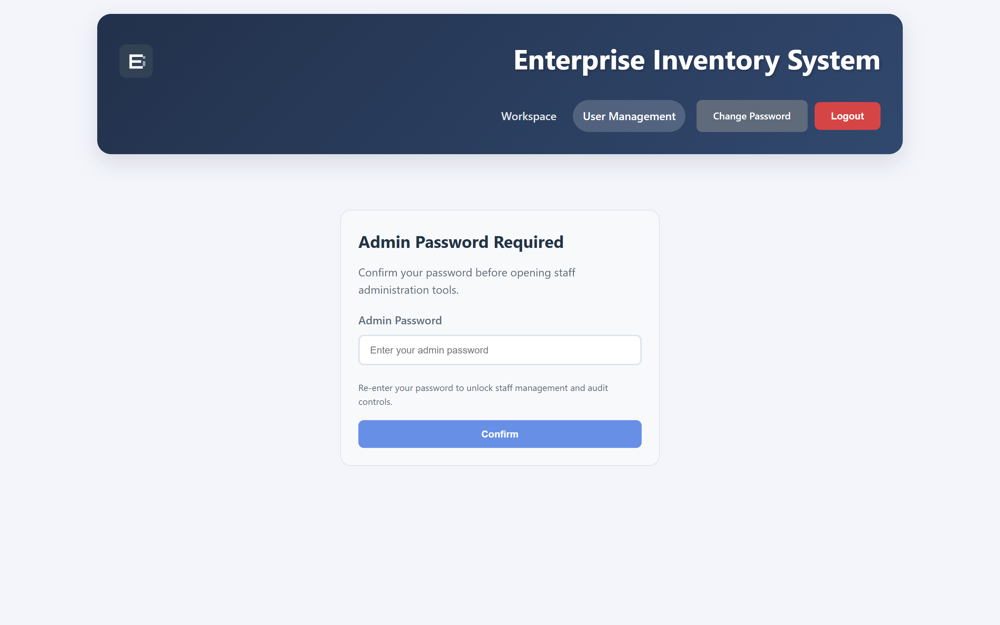 E
Enterprise Inventory System
Workspace
User Management
Change Password
Logout
Admin Password Required
Confirm your password before opening staff
administration tools.
Admin Password
Enter your admin password
Re-enter your password to unlock staff management and audit
controls.
Confirm